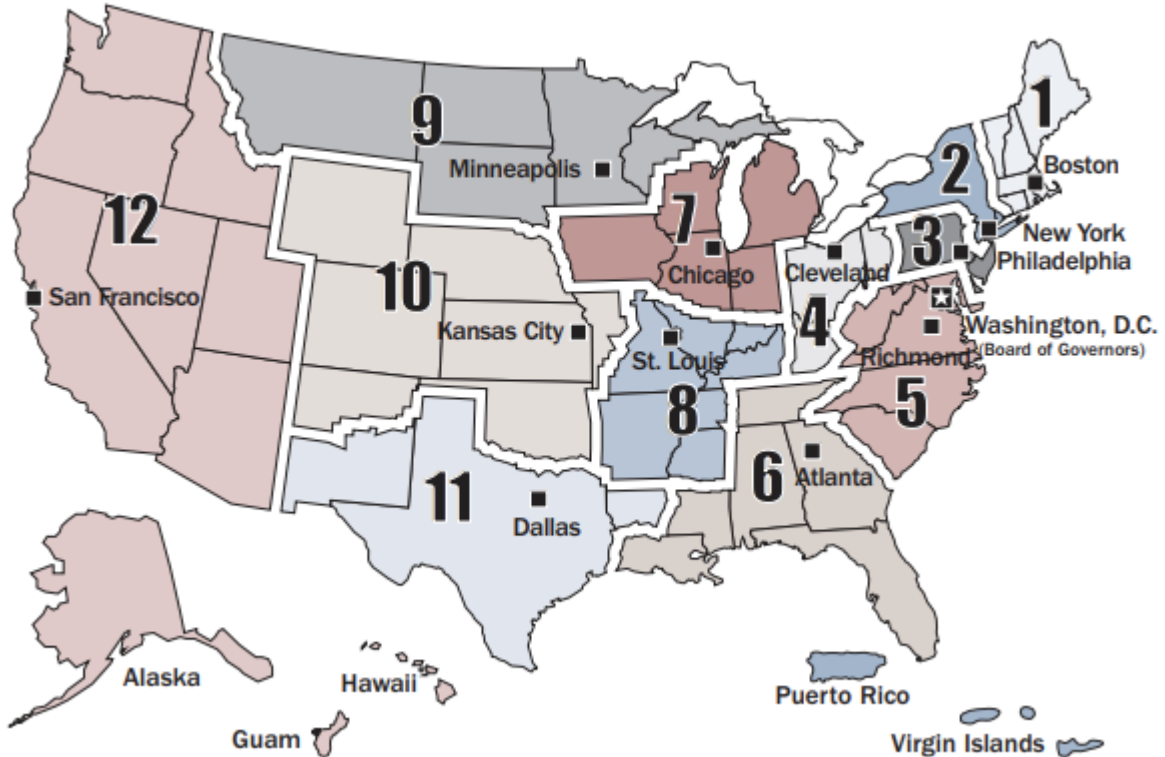 1
9
2
Boston
Minneapolis
12
7
3
New York
Philadelphia
10
Chicago
Cleveland
San Francisco
4
Washington, D.C.
(Board of Governors)
Kansas City
St. Louis
Richmond
8
5
6
Atlanta
11
Dallas
Alaska
Hawaii
Puerto Rico
Guam
Virgin Islands